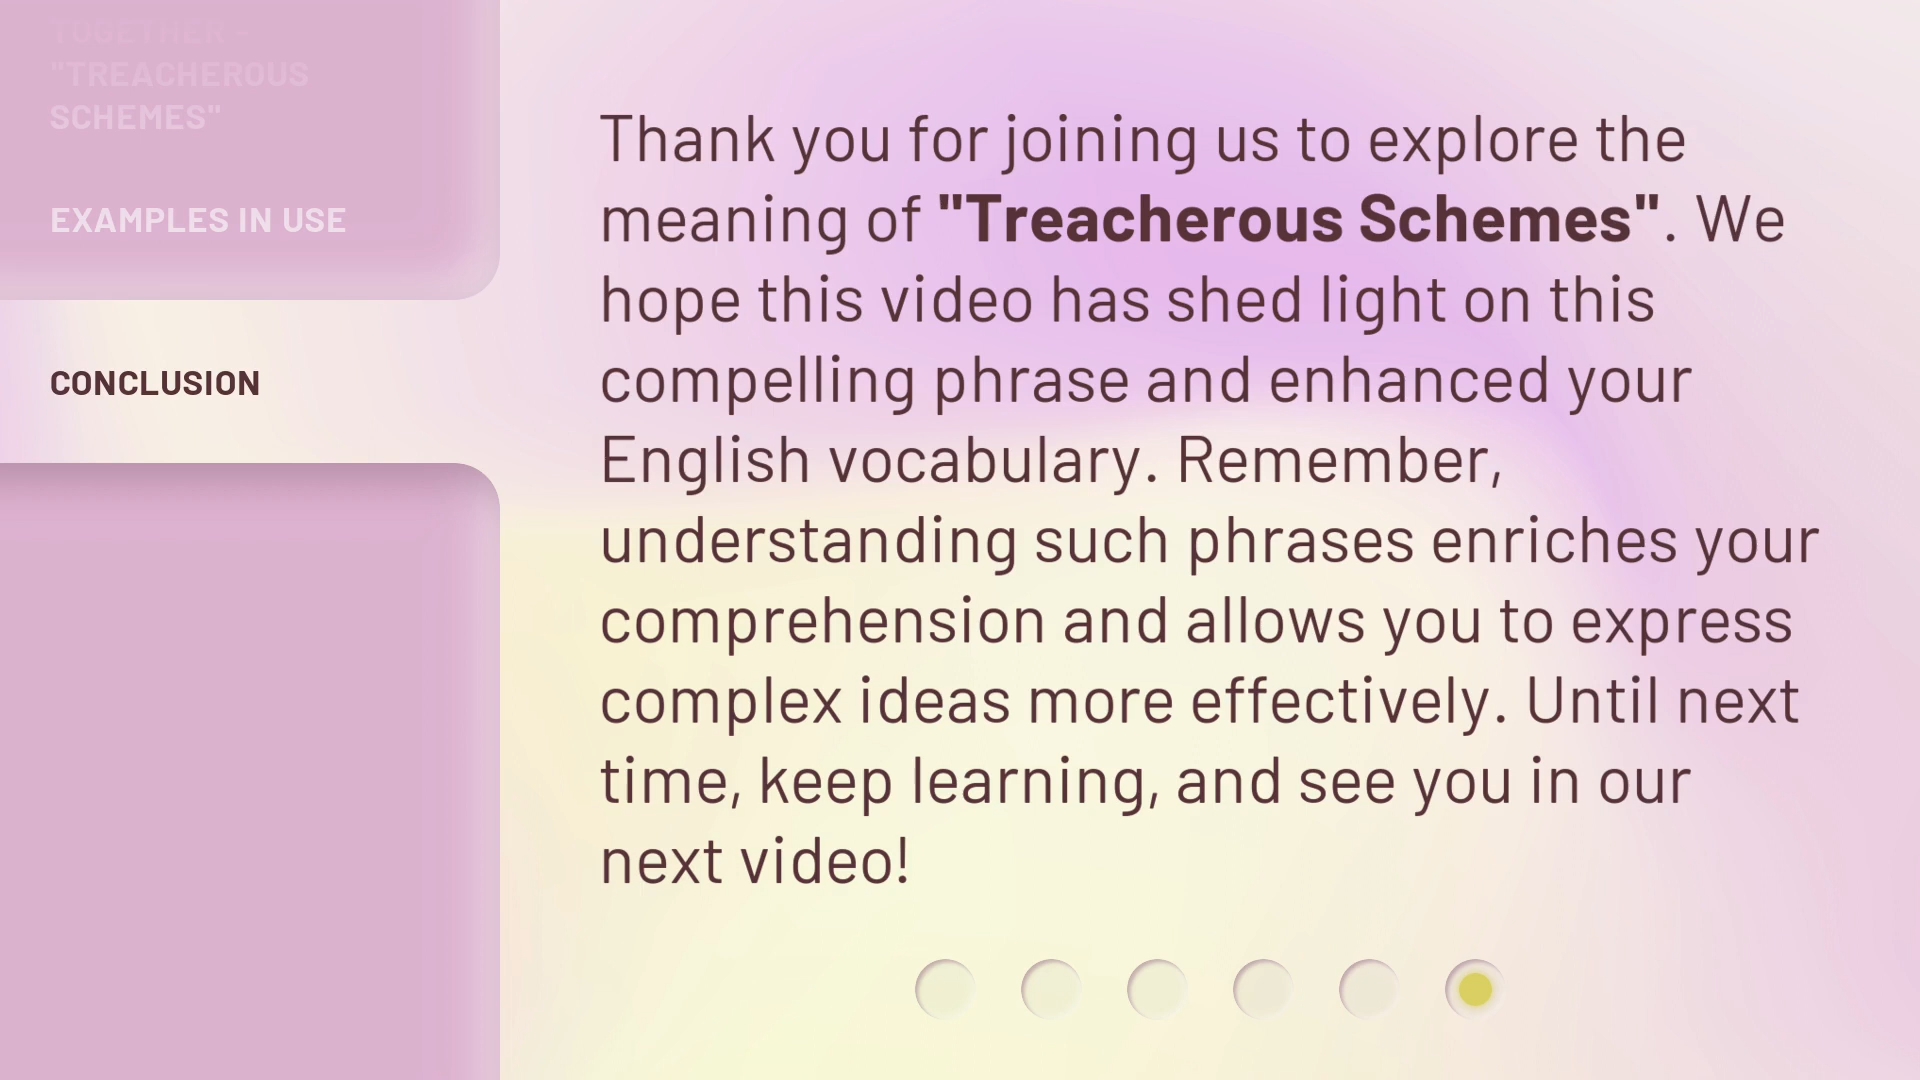 TOGETHER -
"TREACHEROUS
SCHEMES"
EXAMPLES IN USE
CONCLUSION
Thank you for joining us to explore the
meaning of "Treacherous Schemes". We
hope this video has shed light on this
compelling phrase and enhanced your
English vocabulary. Remember,
understanding such phrases enriches your
comprehension and allows you to express
complex ideas more effectively. Until next
time, keep learning, and see you in our
next video!